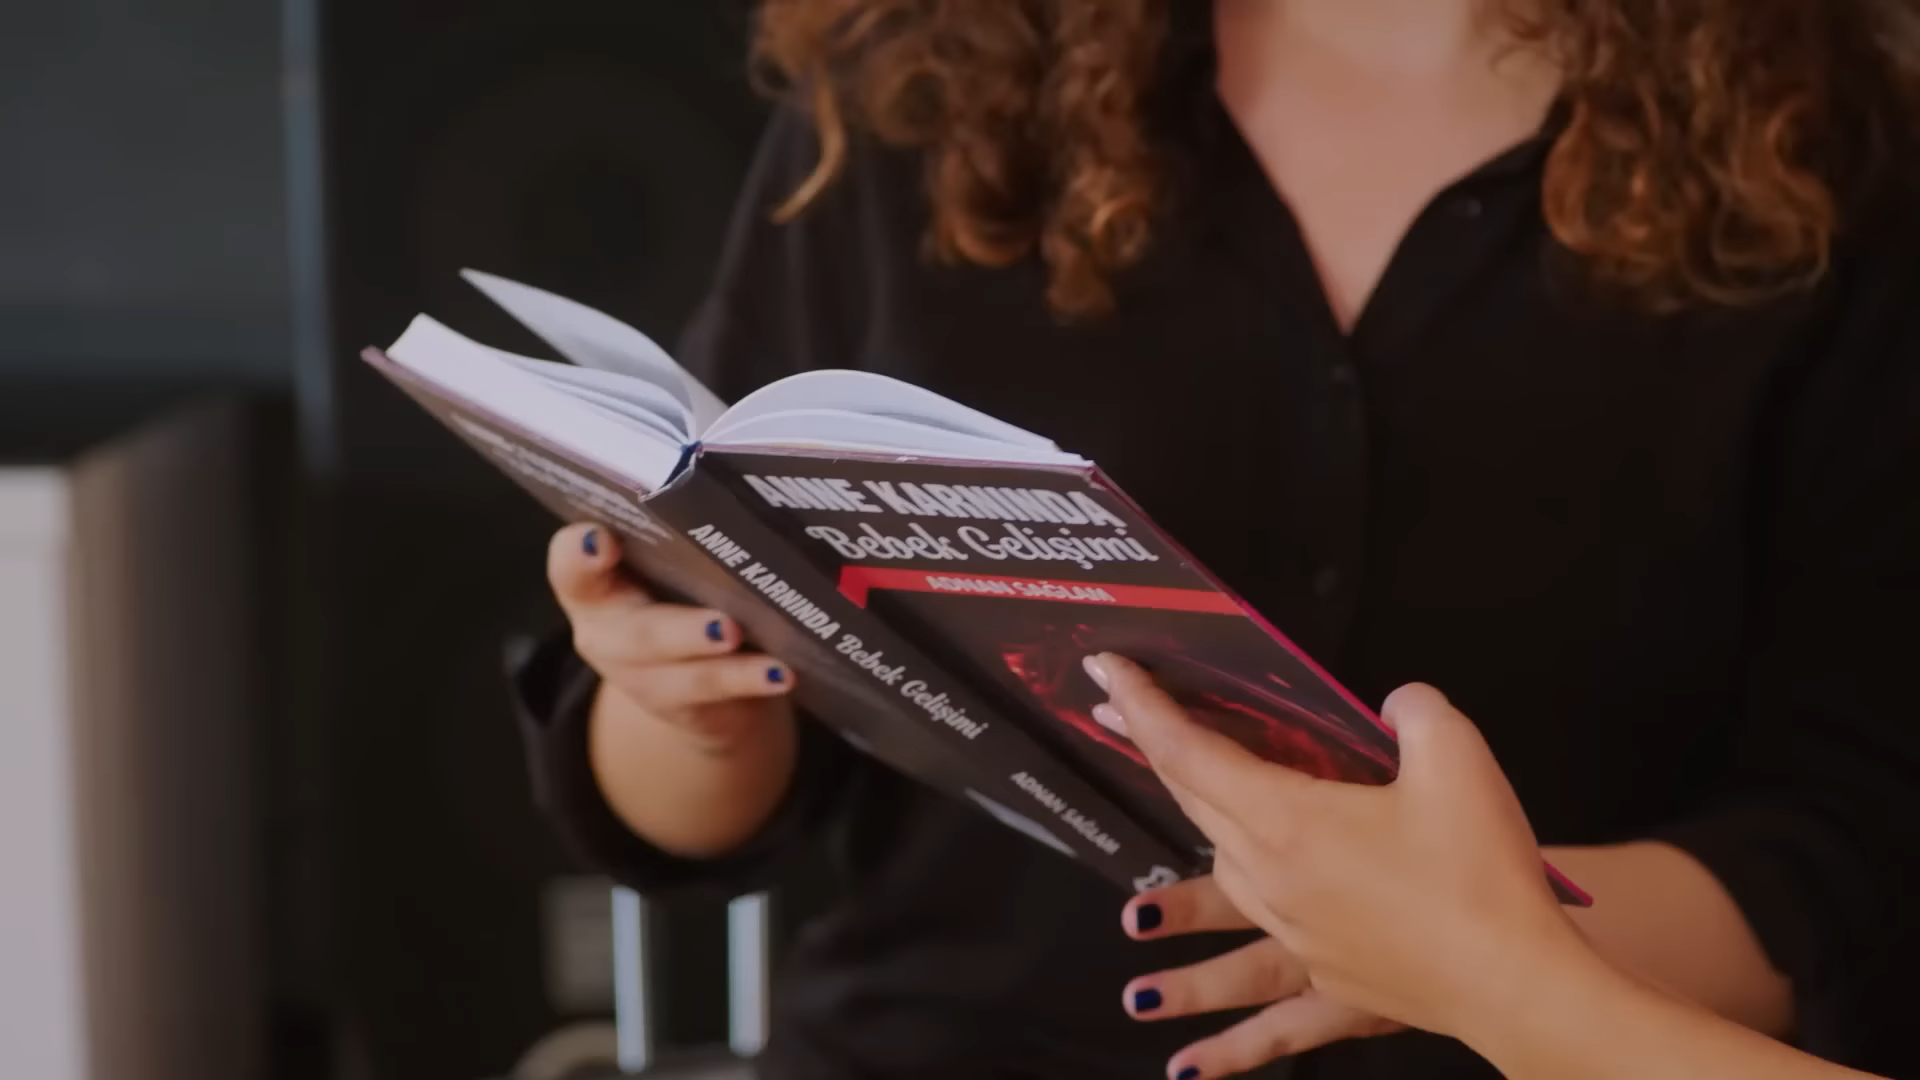 ANNE KARNINDA
Bebek Gelişimi
ADNAN SAĞLAM
ANNE KARNINDA Bebek Gelişimi
ADNAN SAĞLAM